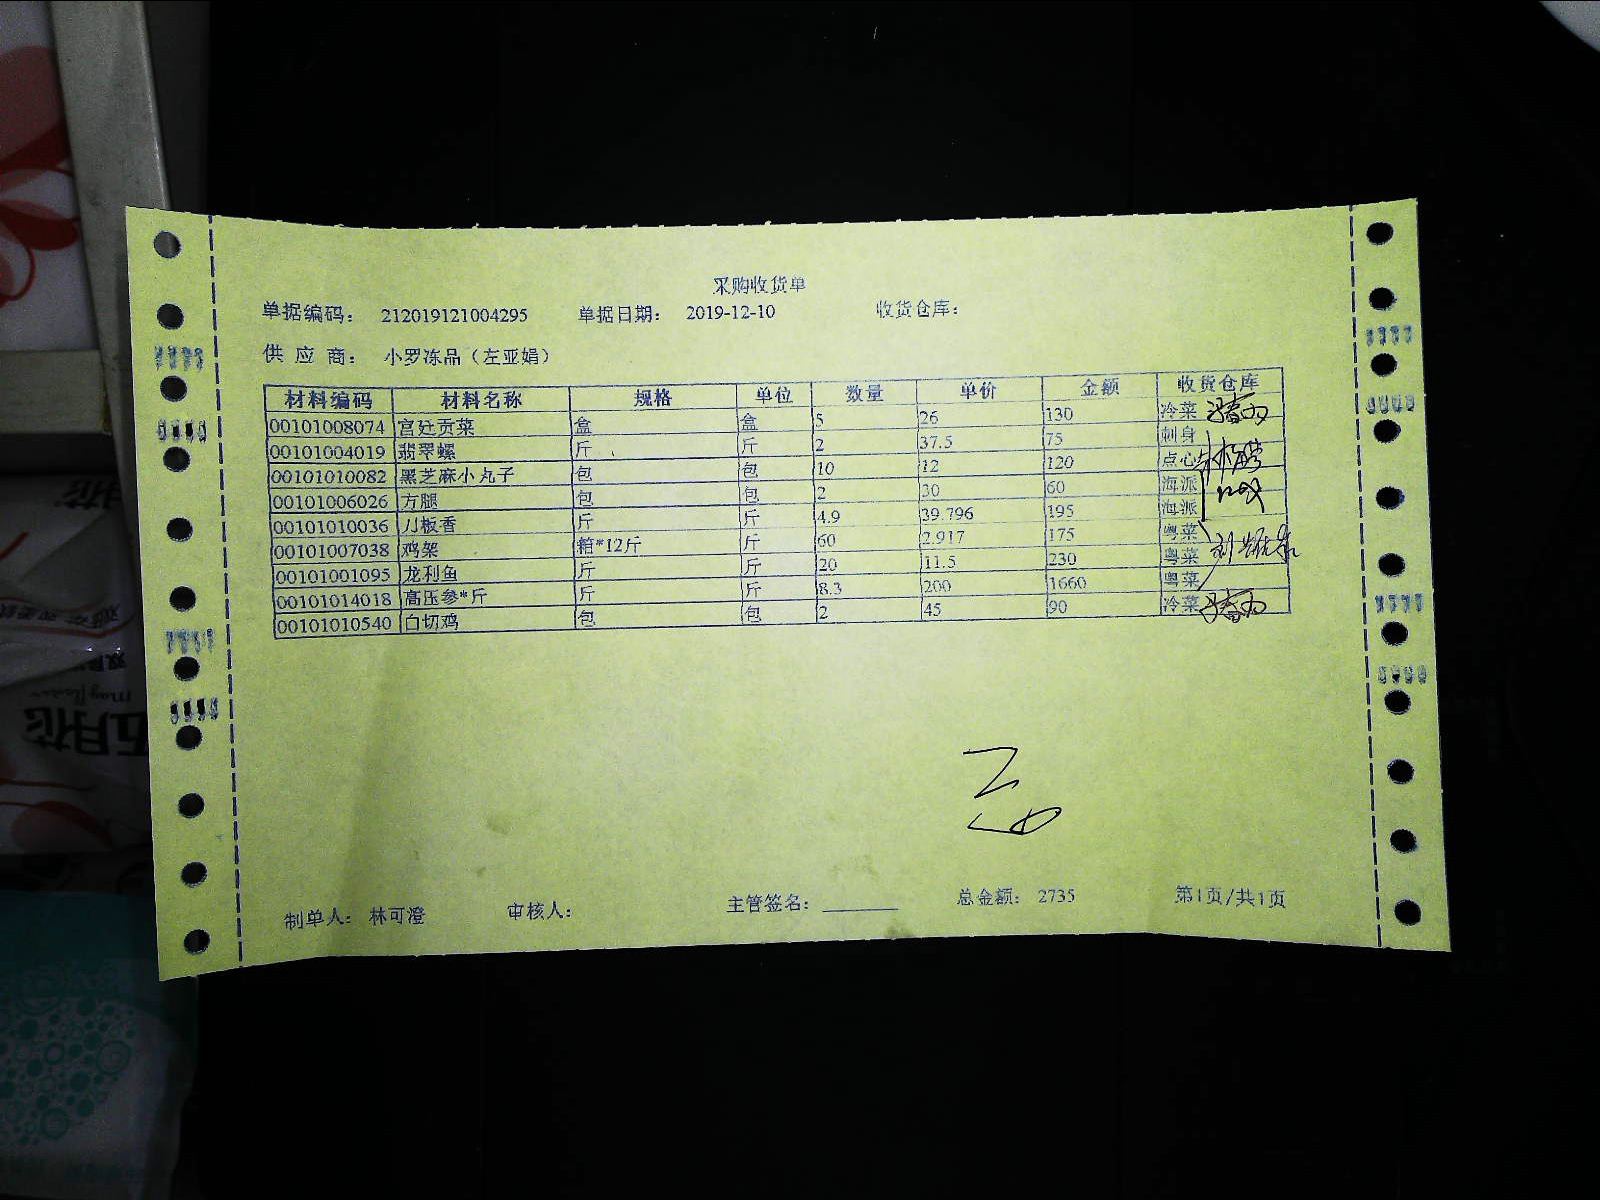 采购收货单
单据编码： 212019121004295 单据日期： 2019-12-10 收货仓库：
供 应 商： 小罗冻品（左亚娟）
材料编码 材料名称 规格 单位 数量 单价 金额 收货仓库
00101008074 宫廷贡菜 盒 盒 5 26 130 冷菜
00101004019 翡翠螺 斤 斤 2 37.5 75 刺身
00101010082 黑芝麻小丸子 包 包 10 12 120 点心
00101006026 方腿 包 包 2 30 60 海派
00101010036 刀板香 斤 斤 4.9 39.796 195 海派
00101007038 鸡架 箱*12斤 斤 60 2.917 175 粤菜
00101001095 龙利鱼 斤 斤 20 11.5 230 粤菜
00101014018 高压参*斤 斤 斤 8.3 200 1660 粤菜
00101010540 白切鸡 包 包 2 45 90 冷菜
制单人： 林可澄 审核人： 主管签名： 总金额： 2735 第1页/共1页
五月花